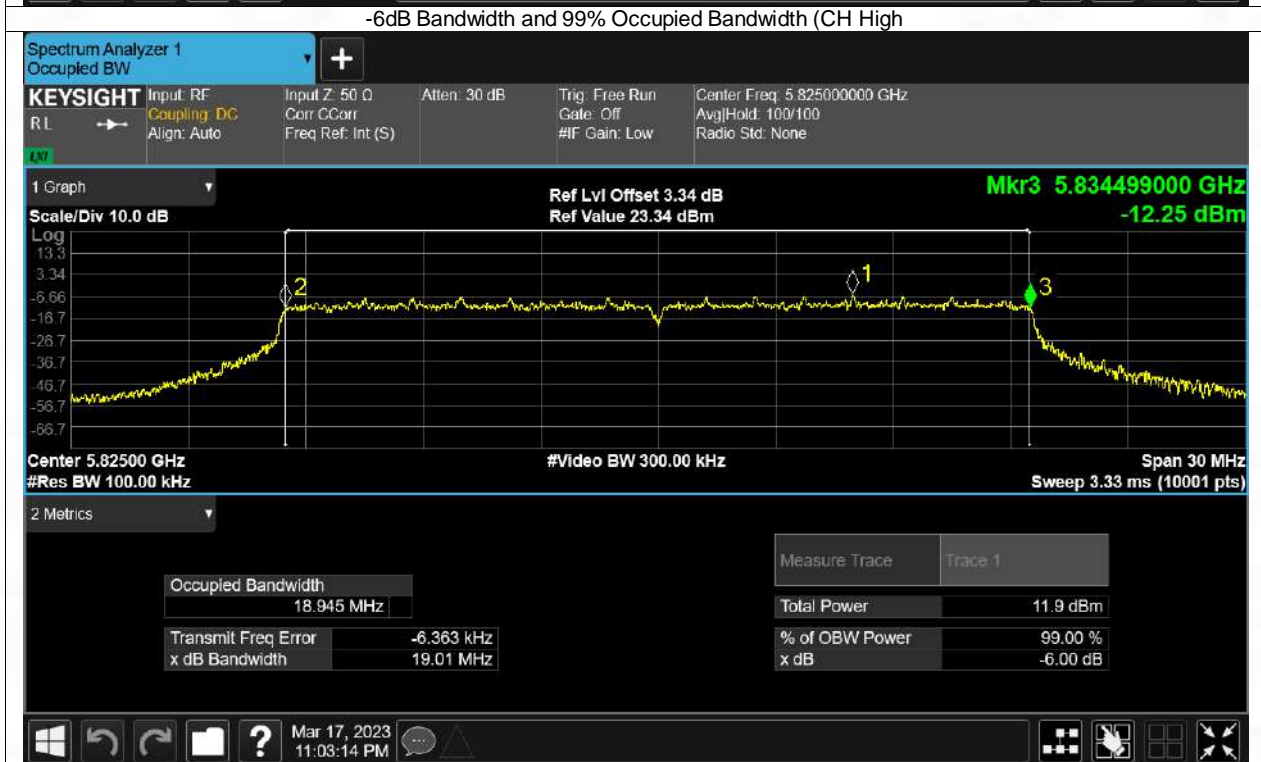 -6dB Bandwidth and 99% Occupied Bandwidth (CH High
Spectrum Analyzer 1
Occupied BW
+
KEYSIGHT
RL
LXI
Input: RF
Coupling: DC
Align: Auto
Input Z: 50 Ω
Corr CCorr
Freq Ref: Int (S)
Atten: 30 dB
Trig: Free Run
Gate: Off
#IF Gain: Low
Center Freq: 5.825000000 GHz
Avg|Hold: 100/100
Radio Std: None
1 Graph
Scale/Div 10.0 dB
Ref Lvl Offset 3.34 dB
Ref Value 23.34 dBm
Mkr3 5.834499000 GHz
-12.25 dBm
Log
13.3
3.34
-6.66
-16.7
-26.7
-36.7
-46.7
-56.7
-66.7
2
1
3
Center 5.82500 GHz
#Res BW 100.00 kHz
#Video BW 300.00 kHz
Span 30 MHz
Sweep 3.33 ms (10001 pts)
2 Metrics
Measure Trace Trace 1
Occupied Bandwidth
18.945 MHz
Total Power 11.9 dBm
Transmit Freq Error -6.363 kHz
% of OBW Power 99.00 %
x dB Bandwidth 19.01 MHz
x dB -6.00 dB
?
Mar 17, 2023
11:03:14 PM